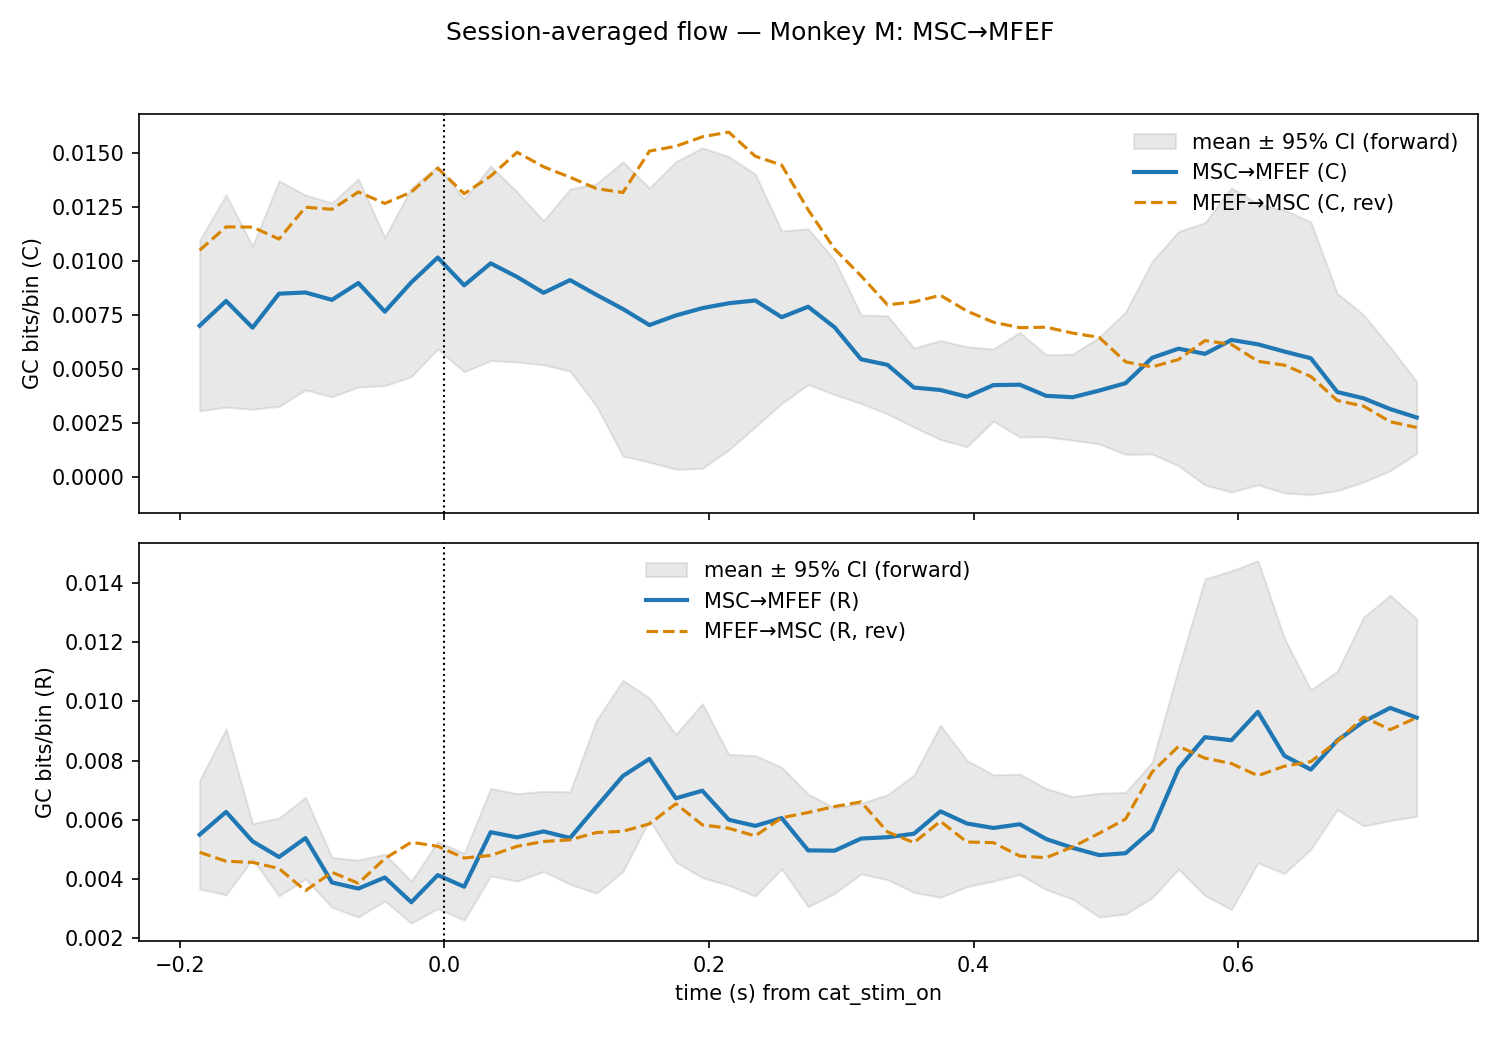 Session-averaged flow — Monkey M: MSC→MFEF
GC bits/bin (C)
0.0150
0.0125
0.0100
0.0075
0.0050
0.0025
0.0000
mean ± 95% CI (forward)
MSC→MFEF (C)
MFEF→MSC (C, rev)
GC bits/bin (R)
0.014
0.012
0.010
0.008
0.006
0.004
0.002
mean ± 95% CI (forward)
MSC→MFEF (R)
MFEF→MSC (R, rev)
−0.2 0.0 0.2 0.4 0.6
time (s) from cat_stim_on